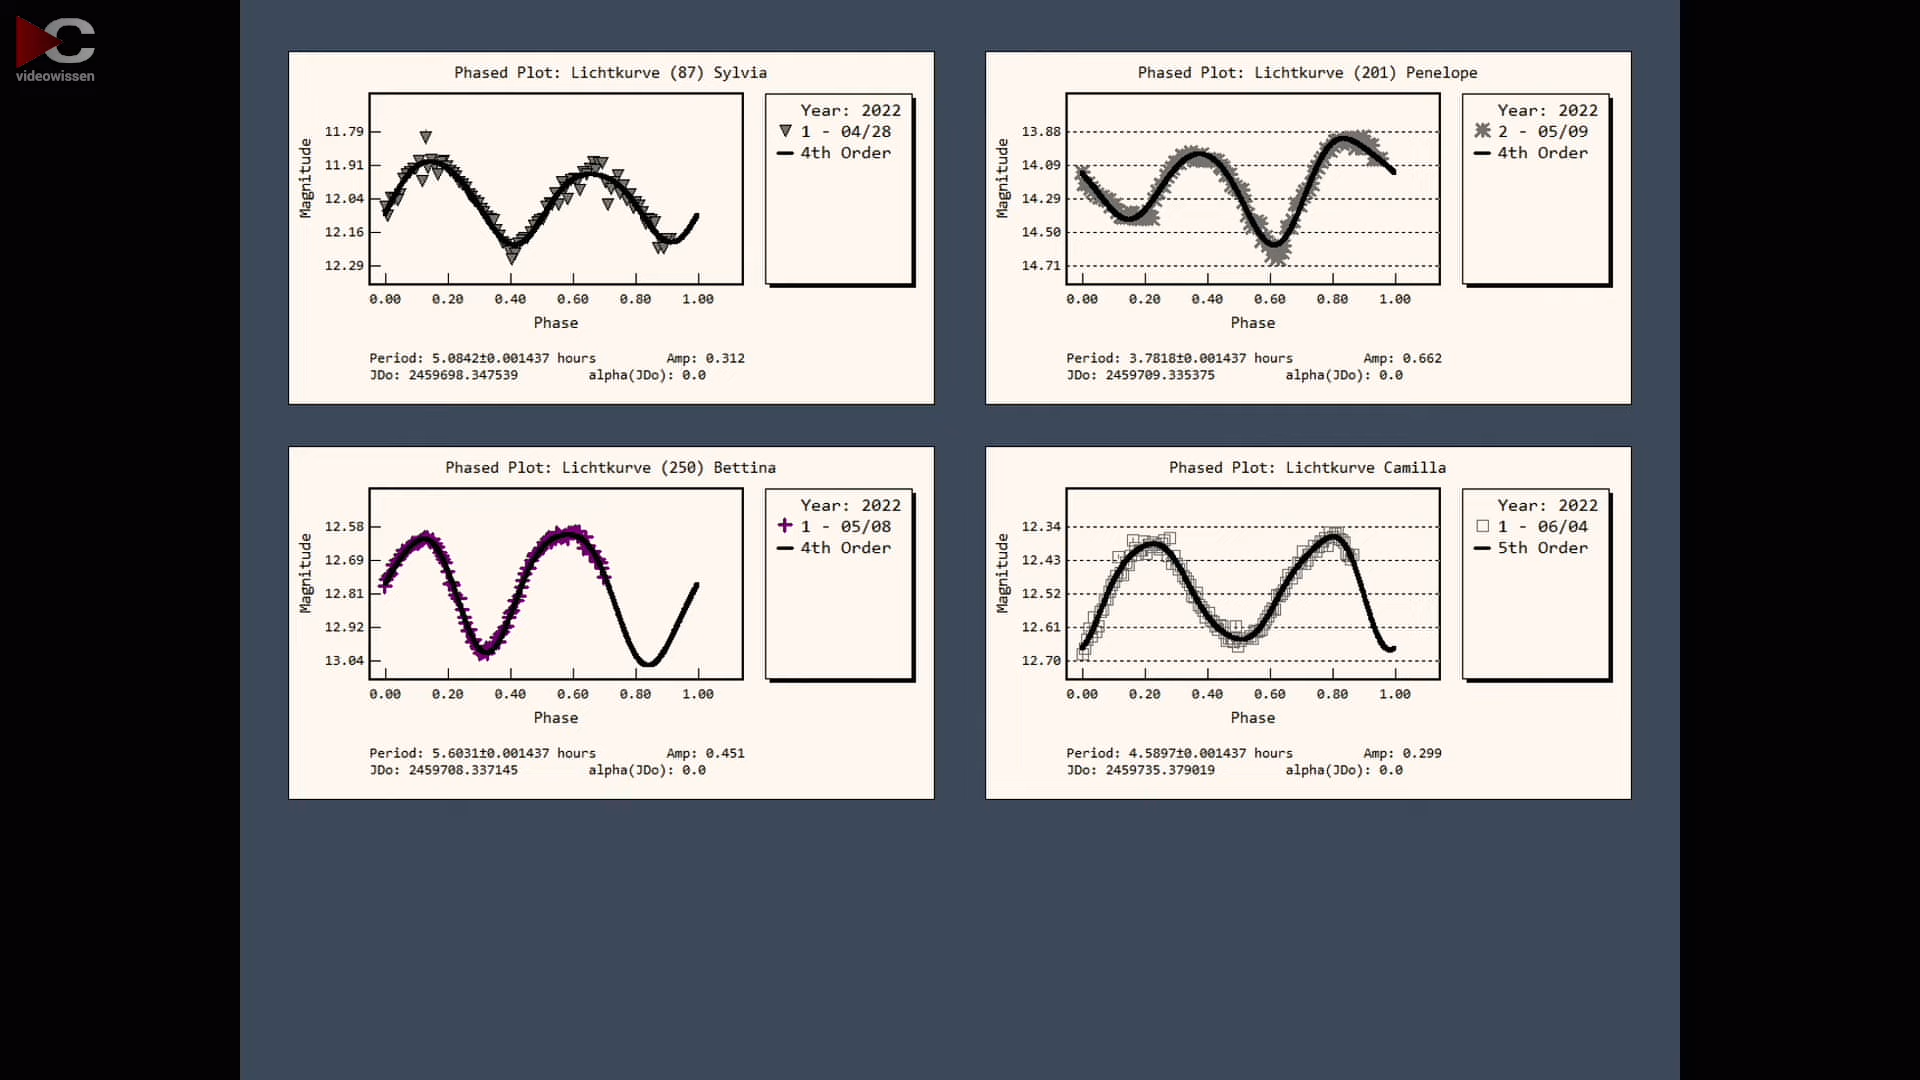 C
videowissen
Phased Plot: Lichtkurve (87) Sylvia
Magnitude
11.79
11.91
12.04
12.16
12.29
0.00 0.20 0.40 0.60 0.80 1.00
Phase
Year: 2022
1 - 04/28
4th Order
Period: 5.0842±0.001437 hours Amp: 0.312
JDo: 2459698.347539 alpha(JDo): 0.0
Phased Plot: Lichtkurve (201) Penelope
Magnitude
13.88
14.09
14.29
14.50
14.71
0.00 0.20 0.40 0.60 0.80 1.00
Phase
Year: 2022
2 - 05/09
4th Order
Period: 3.7818±0.001437 hours Amp: 0.662
JDo: 2459709.335375 alpha(JDo): 0.0
Phased Plot: Lichtkurve (250) Bettina
Magnitude
12.58
12.69
12.81
12.92
13.04
0.00 0.20 0.40 0.60 0.80 1.00
Phase
Year: 2022
1 - 05/08
4th Order
Period: 5.6031±0.001437 hours Amp: 0.451
JDo: 2459708.337145 alpha(JDo): 0.0
Phased Plot: Lichtkurve Camilla
Magnitude
12.34
12.43
12.52
12.61
12.70
0.00 0.20 0.40 0.60 0.80 1.00
Phase
Year: 2022
1 - 06/04
5th Order
Period: 4.5897±0.001437 hours Amp: 0.299
JDo: 2459735.379019 alpha(JDo): 0.0